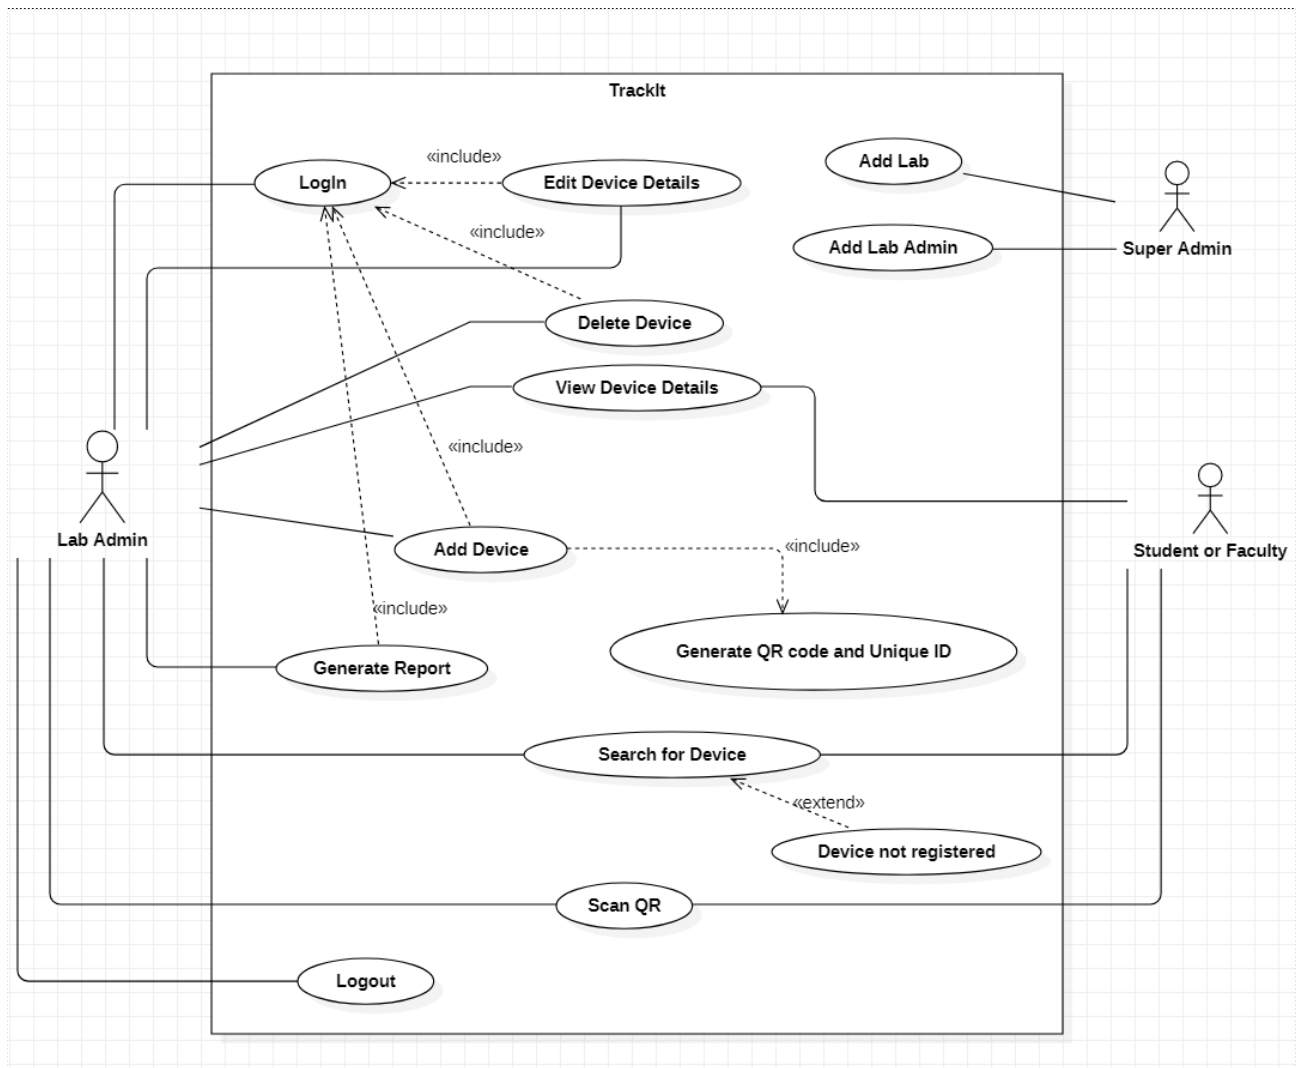 TrackIt
«include»
Add Lab
LogIn
Edit Device Details
«include»
Add Lab Admin
Super Admin
Delete Device
View Device Details
«include»
Lab Admin
Add Device
«include»
Student or Faculty
«include»
Generate QR code and Unique ID
Generate Report
Search for Device
«extend»
Device not registered
Scan QR
Logout